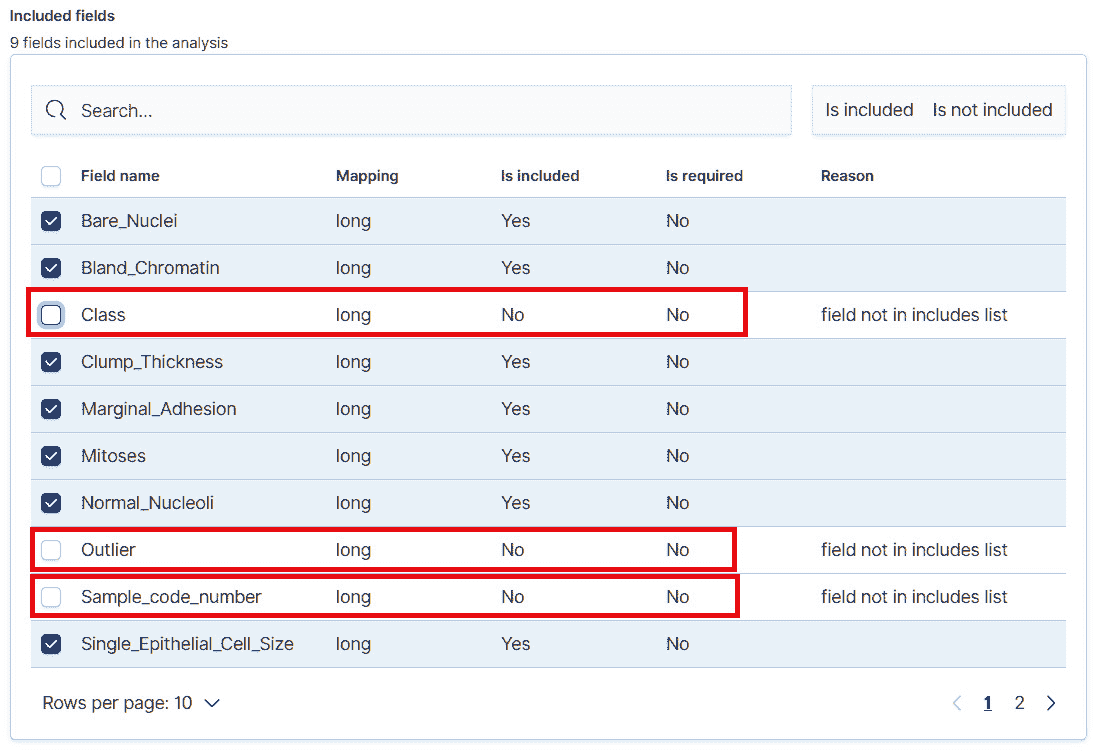 Included fields
9 fields included in the analysis
Search...
Is included Is not included
Field name Mapping Is included Is required Reason
Bare_Nuclei long Yes No
Bland_Chromatin long Yes No
Class long No No field not in includes list
Clump_Thickness long Yes No
Marginal_Adhesion long Yes No
Mitoses long Yes No
Normal_Nucleoli long Yes No
Outlier long No No field not in includes list
Sample_code_number long No No field not in includes list
Single_Epithelial_Cell_Size long Yes No
Rows per page: 10
1 2